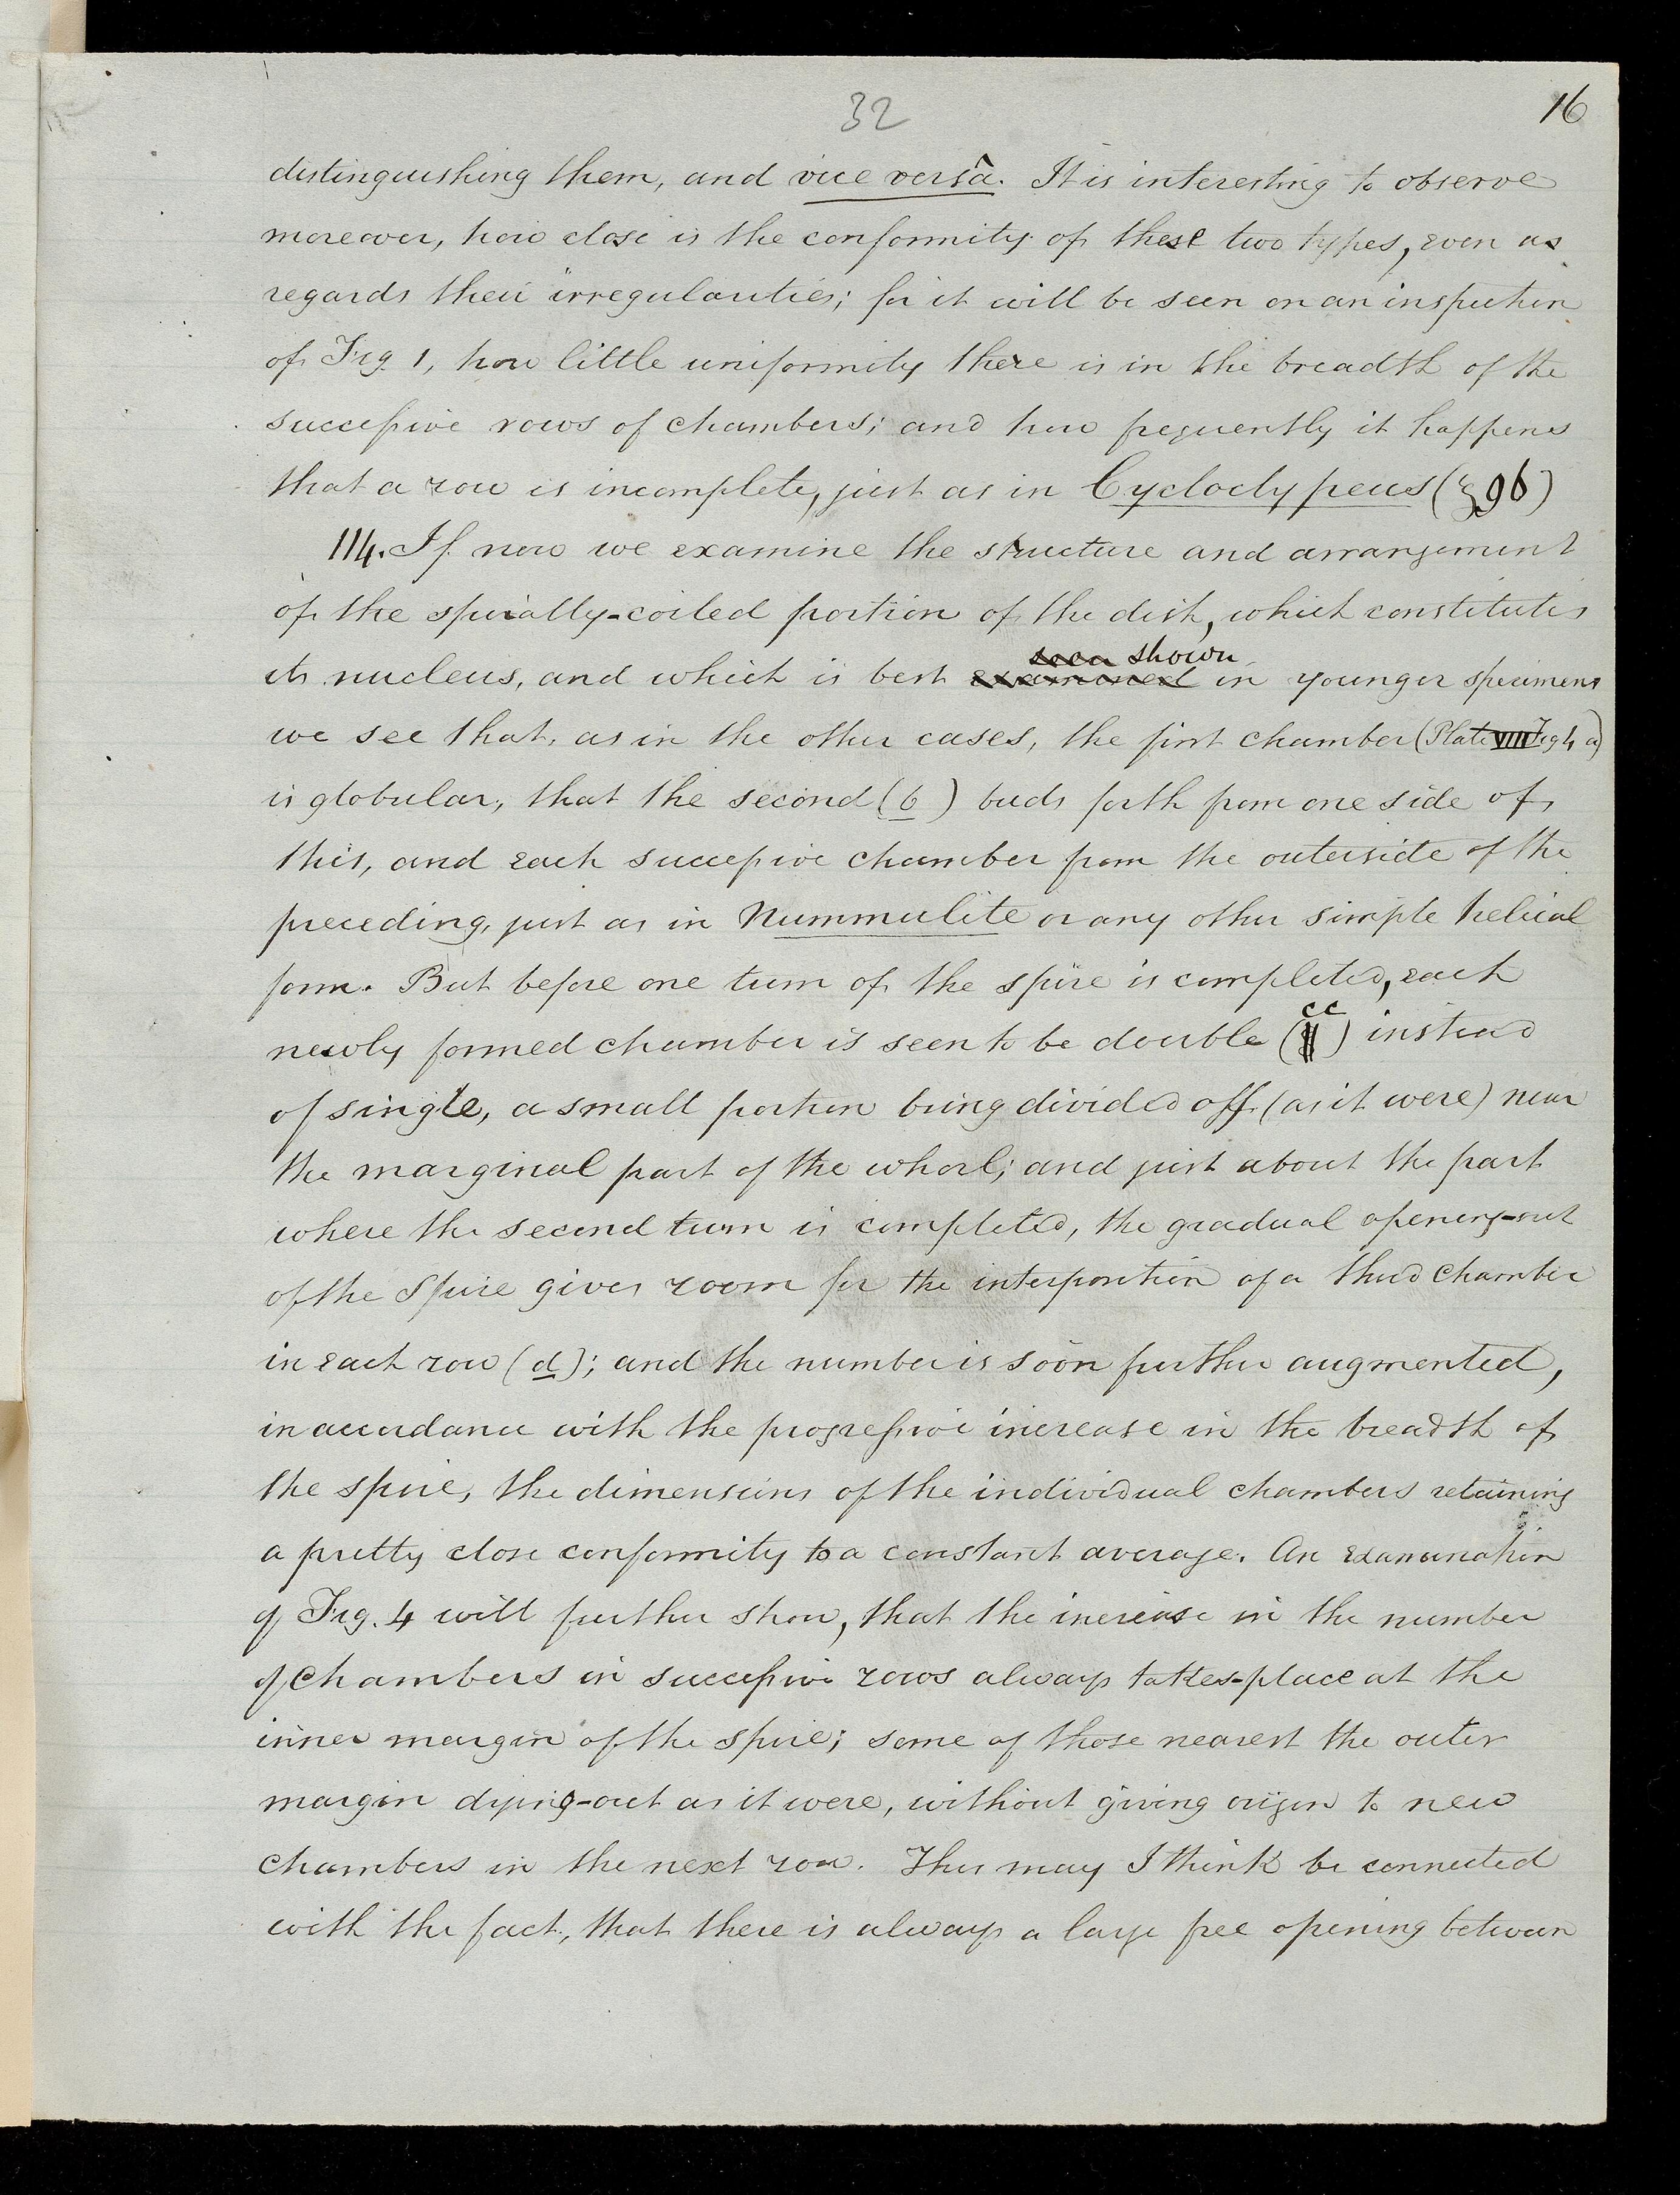 32
16
distinguishing them, and vice versâ. It is interesting to observe
moreover, how close is the conformity of these two types, even as
regards their irregularities; for it will be seen on an inspection
of Fig 1, how little uniformity there is in the breadth of the
successive rows of chambers; and how frequently it happens
that a row is incomplete, just as in Cycloclypeus (§ 96)
114. If now we examine the structure and arrangement
of the spirally-coiled portion of the disk, which constitutes
seen shown
its nucleus, and which is best examined in younger specimens
we see that, as in the other cases, the first chamber (Plate VIII Fig 4, a)
is globular, that the second (b) buds forth from one side of
this, and each successive chamber from the outerside of the
preceding, just as in Nummulite or any other simple helical
form. But before one turn of the spire is completed, each
cc
newly formed chamber is seen to be double ( ) instead
of single, a small portion being divided off (as it were) near
the marginal part of the whorl; and just about the part
where the second turn is completed, the gradual opening-out
of the spire gives room for the interposition of a third chamber
in each row (d); and the number is soon further augmented,
in accordance with the progressive increase in the breadth of
the spire, the dimensions of the individual chambers retaining
a pretty close conformity to a constant average. An examination
of Fig. 4 will further show, that the increase in the number
of chambers in successive rows always takes-place at the
inner margin of the spire; some of those nearest the outer
margin dying-out as it were, without giving origin to new
chambers in the next row. This may I think be connected
with the fact, that there is always a large free opening between